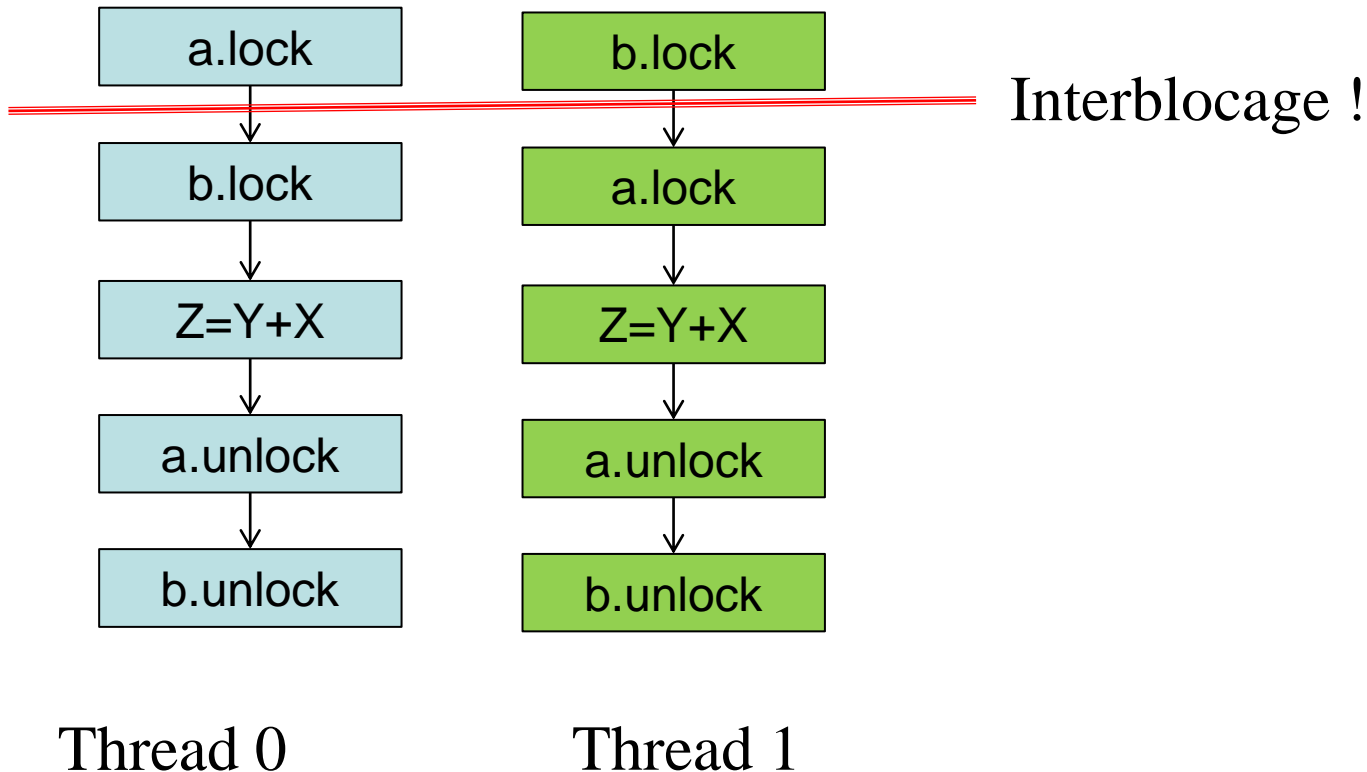 a.lock
b.lock
Interblocage !
b.lock
a.lock
Z=Y+X
Z=Y+X
a.unlock
a.unlock
b.unlock
b.unlock
Thread 0
Thread 1